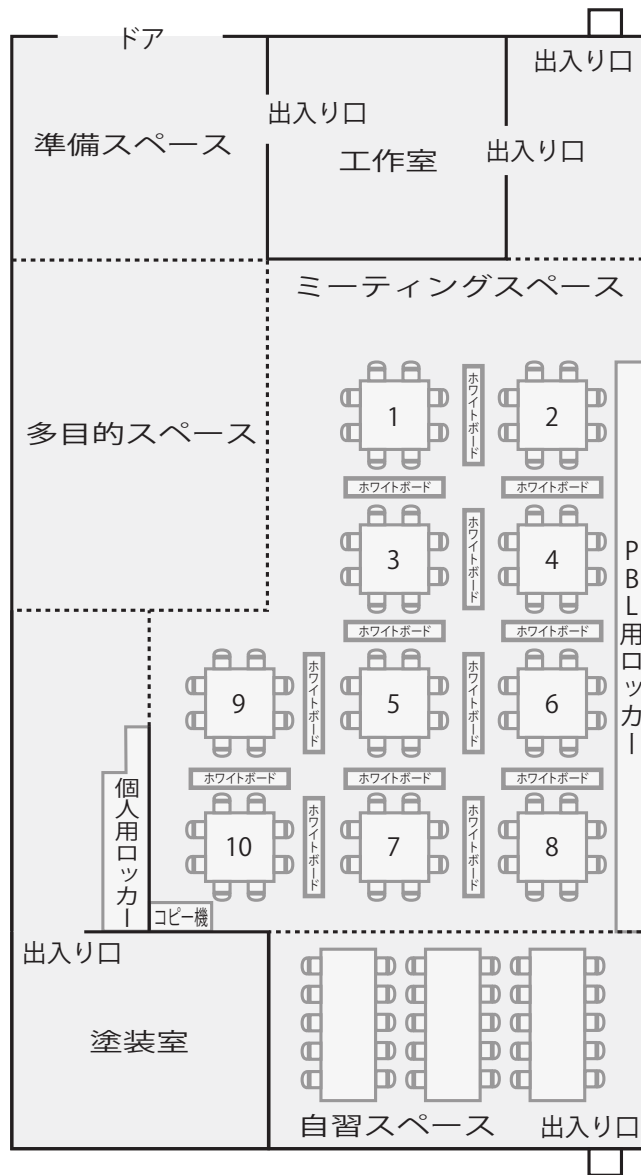 ドア
出入り口
出入り口
準備スペース
工作室
出入り口
ミーティングスペース
多目的スペース
1
ホワイトボード
2
ホワイトボード
ホワイトボード
3
ホワイトボード
4
PBL用ロッカー
ホワイトボード
ホワイトボード
9
ホワイトボード
5
ホワイトボード
6
ホワイトボード
ホワイトボード
ホワイトボード
個人用ロッカー
10
ホワイトボード
7
ホワイトボード
8
コピー機
出入り口
塗装室
自習スペース
出入り口